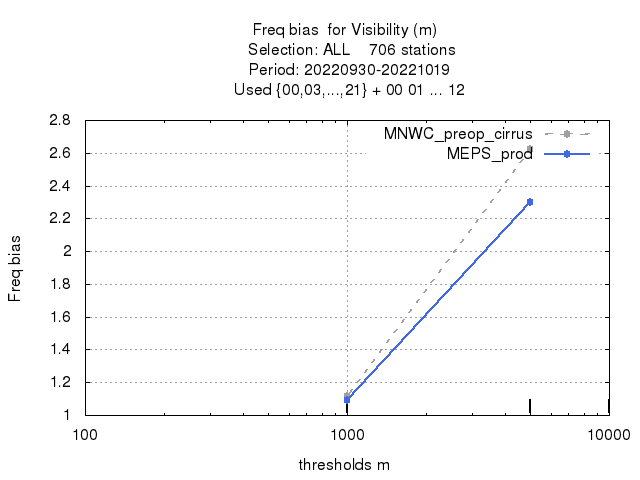 Freq bias  for Visibility (m)
Selection: ALL    706 stations
Period: 20220930-20221019
Used {00,03,...,21} + 00 01 ... 12
MNWC_preop_cirrus
MEPS_prod
2.8
2.6
2.4
2.2
2
1.8
1.6
1.4
1.2
1
Freq bias
100
1000
10000
thresholds m